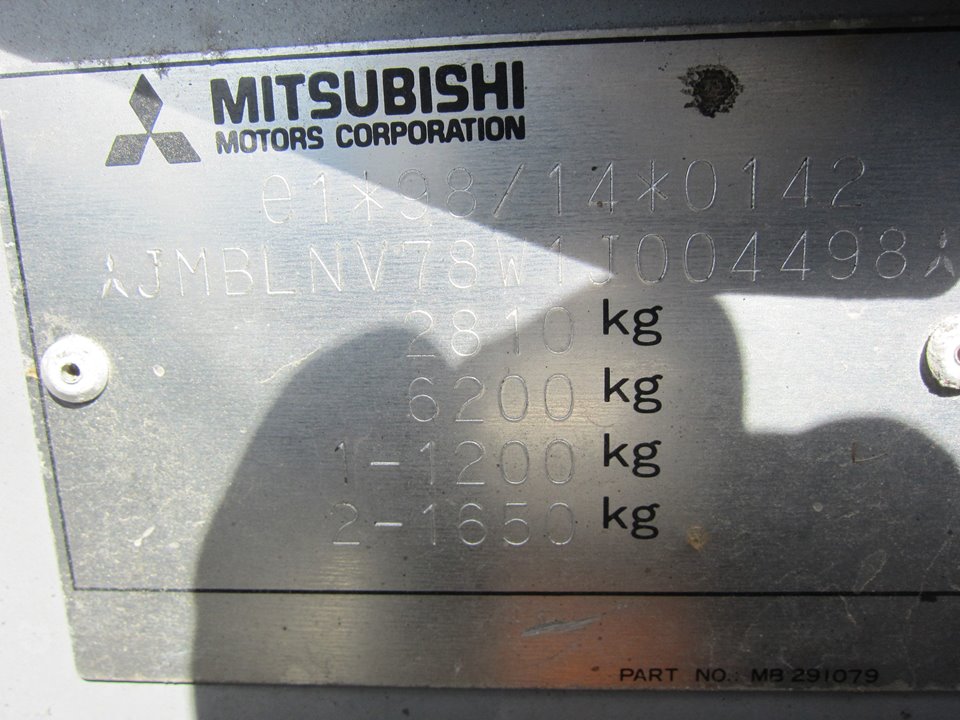 MITSUBISHI
MOTORS CORPORATION
e1*98/14*0142
JMBLNV78W1J004498
2810 kg
6200 kg
1-1200 kg
2-1650 kg
PART NO.: MB 291079